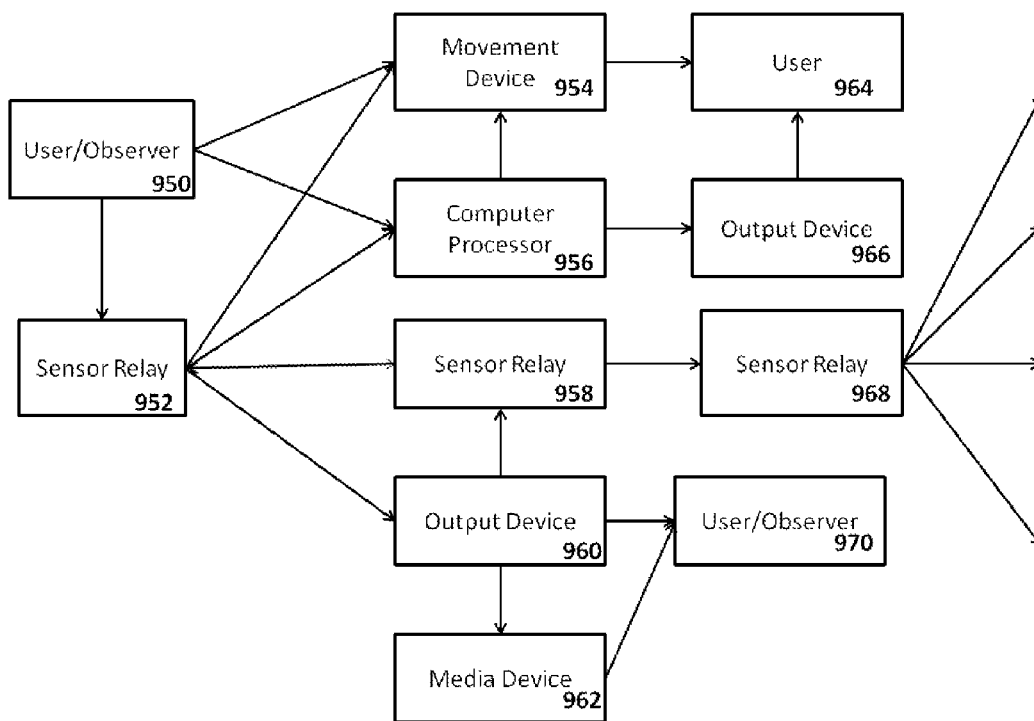 Movement
Device
954
User
964
User/Observer
950
Computer
Processor
956
Output Device
966
Sensor Relay
952
Sensor Relay
958
Sensor Relay
968
Output Device
960
User/Observer
970
Media Device
962